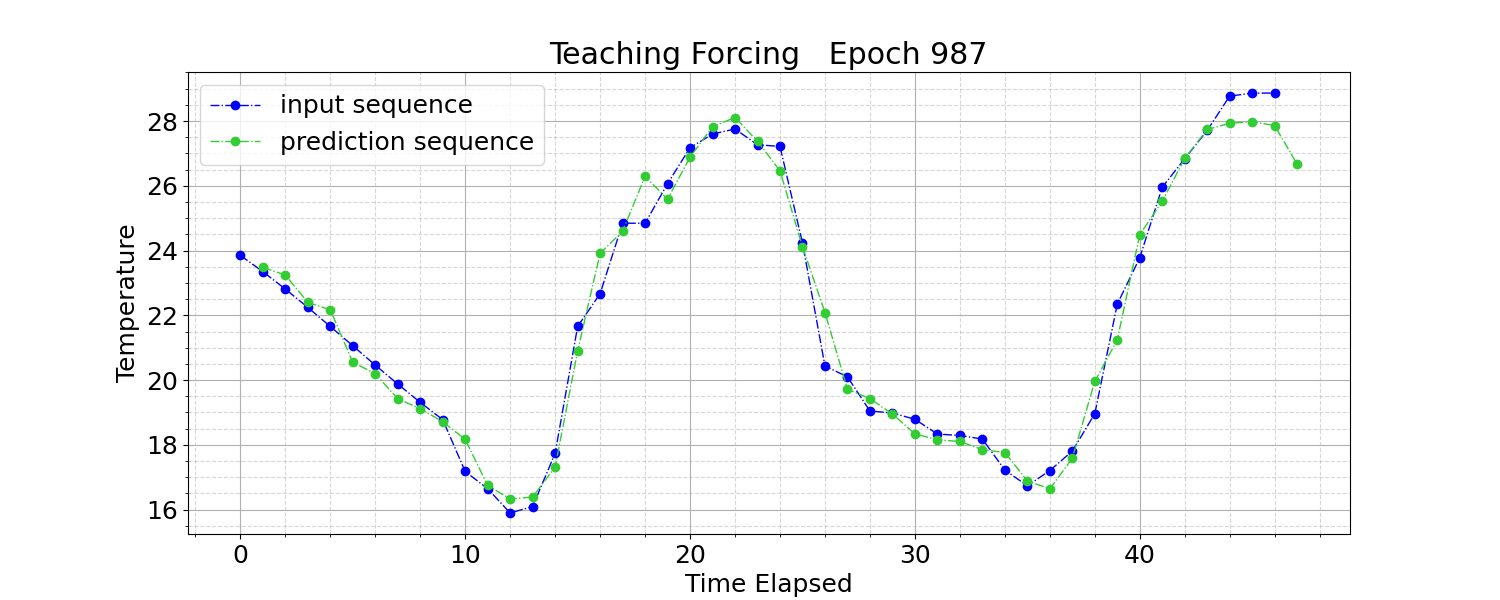 Teaching Forcing   Epoch 987
input sequence
prediction sequence
Temperature
28
26
24
22
20
18
16
0 10 20 30 40
Time Elapsed